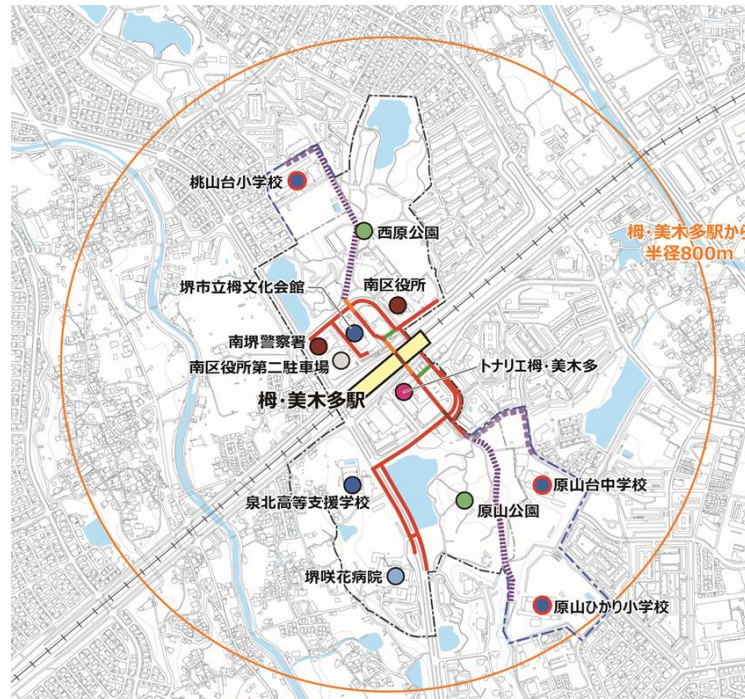 桃山台小学校
西原公園
栂・美木多駅から
半径800m
堺市立栂文化会館
南区役所
南堺警察署
南区役所第二駐車場
トナリエ栂・美木多
栂・美木多駅
泉北高等支援学校
原山公園
原山台中学校
堺咲花病院
原山ひかり小学校